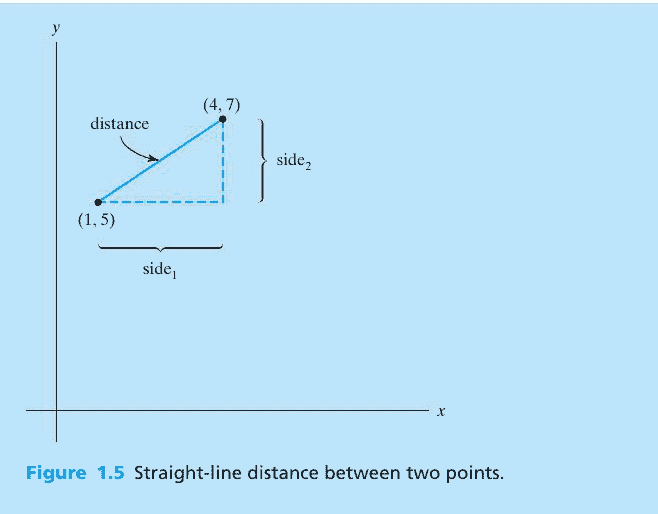 y
(4, 7)
distance
side₂
(1, 5)
side₁
x
Figure 1.5 Straight-line distance between two points.